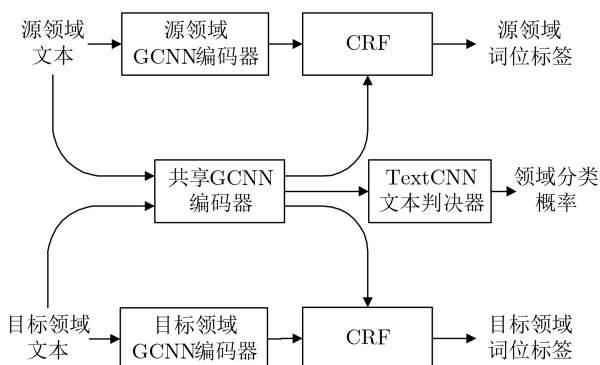 源领域
文本
源领域
GCNN编码器
CRF
源领域
词位标签
共享GCNN
编码器
TextCNN
文本判决器
领域分类
概率
目标领域
文本
目标领域
GCNN编码器
CRF
目标领域
词位标签